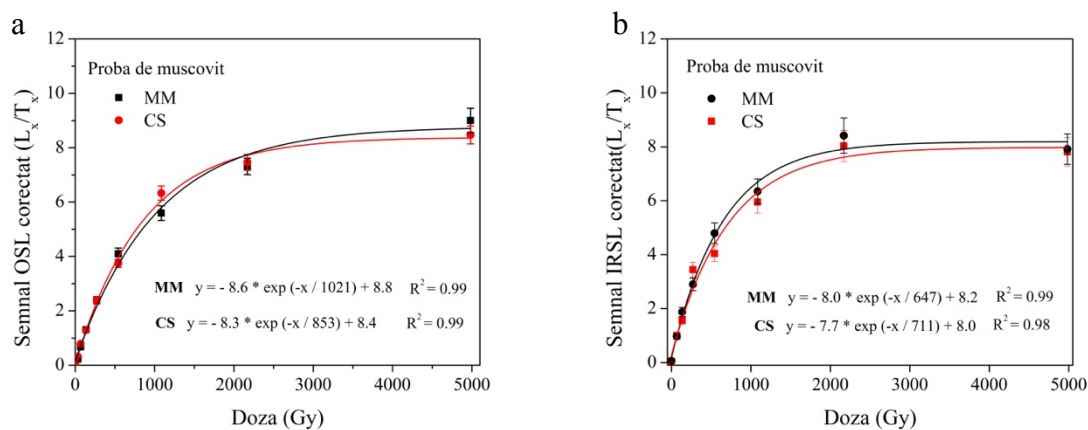 a
Semnal OSL corectat (Lx/Tx)
12
10
8
6
4
2
0
Proba de muscovit
MM
CS
MM y = - 8.6 * exp (-x / 1021) + 8.8 R² = 0.99
CS y = - 8.3 * exp (-x / 853) + 8.4 R² = 0.99
0 1000 2000 3000 4000 5000
Doza (Gy)
b
Semnal IRSL corectat(Lx/Tx)
12
10
8
6
4
2
0
Proba de muscovit
MM
CS
MM y = - 8.0 * exp (-x / 647) + 8.2 R² = 0.99
CS y = - 7.7 * exp (-x / 711) + 8.0 R² = 0.98
0 1000 2000 3000 4000 5000
Doza (Gy)